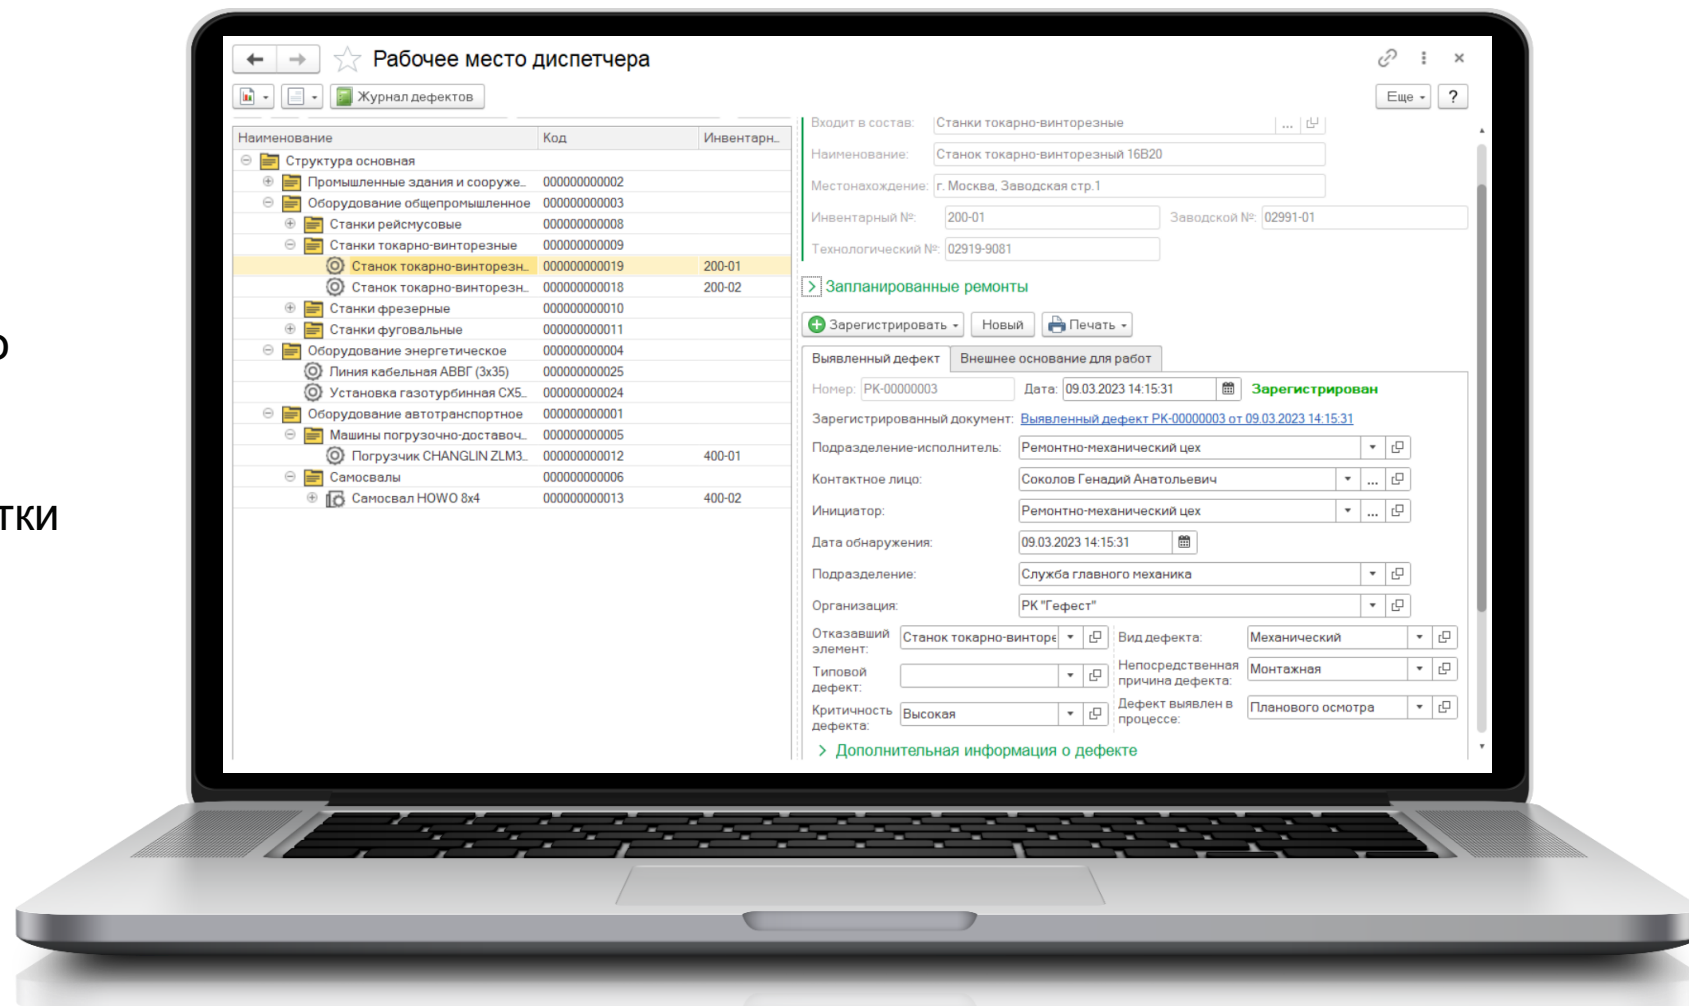 о
тки
Рабочее место диспетчера
Журнал дефектов
Еще
?
Наименование Код Инвентарн...
Структура основная
Промышленные здания и сооруже... 000000000002
Оборудование общепромышленное 000000000003
Станки рейсмусовые 000000000008
Станки токарно-винторезные 000000000009
Станок токарно-винторезн... 000000000019 200-01
Станок токарно-винторезн... 000000000018 200-02
Станки фрезерные 000000000010
Станки фуговальные 000000000011
Оборудование энергетическое 000000000004
Линия кабельная АВВГ (3х35) 000000000025
Установка газотурбинная СХ5... 000000000024
Оборудование автотранспортное 000000000001
Машины погрузочно-доставоч... 000000000005
Погрузчик CHANGLIN ZLM3... 000000000012 400-01
Самосвалы 000000000006
Самосвал HOWO 8x4 000000000013 400-02
Входит в состав: Станки токарно-винторезные ...
Наименование: Станок токарно-винторезный 16В20
Местонахождение: г. Москва, Заводская стр.1
Инвентарный №: 200-01 Заводской №: 02991-01
Технологический №: 02919-9081
Запланированные ремонты
Зарегистрировать Новый Печать
Выявленный дефект Внешнее основание для работ
Номер: РК-00000003 Дата: 09.03.2023 14:15:31 Зарегистрирован
Зарегистрированный документ: Выявленный дефект РК-00000003 от 09.03.2023 14:15:31
Подразделение-исполнитель: Ремонтно-механический цех
Контактное лицо: Соколов Генадий Анатольевич ...
Инициатор: Ремонтно-механический цех ...
Дата обнаружения: 09.03.2023 14:15:31
Подразделение: Служба главного механика
Организация: РК "Гефест"
Отказавший элемент: Станок токарно-винторе Вид дефекта: Механический
Типовой дефект: Непосредственная причина дефекта: Монтажная
Критичность дефекта: Высокая Дефект выявлен в процессе: Планового осмотра
Дополнительная информация о дефекте